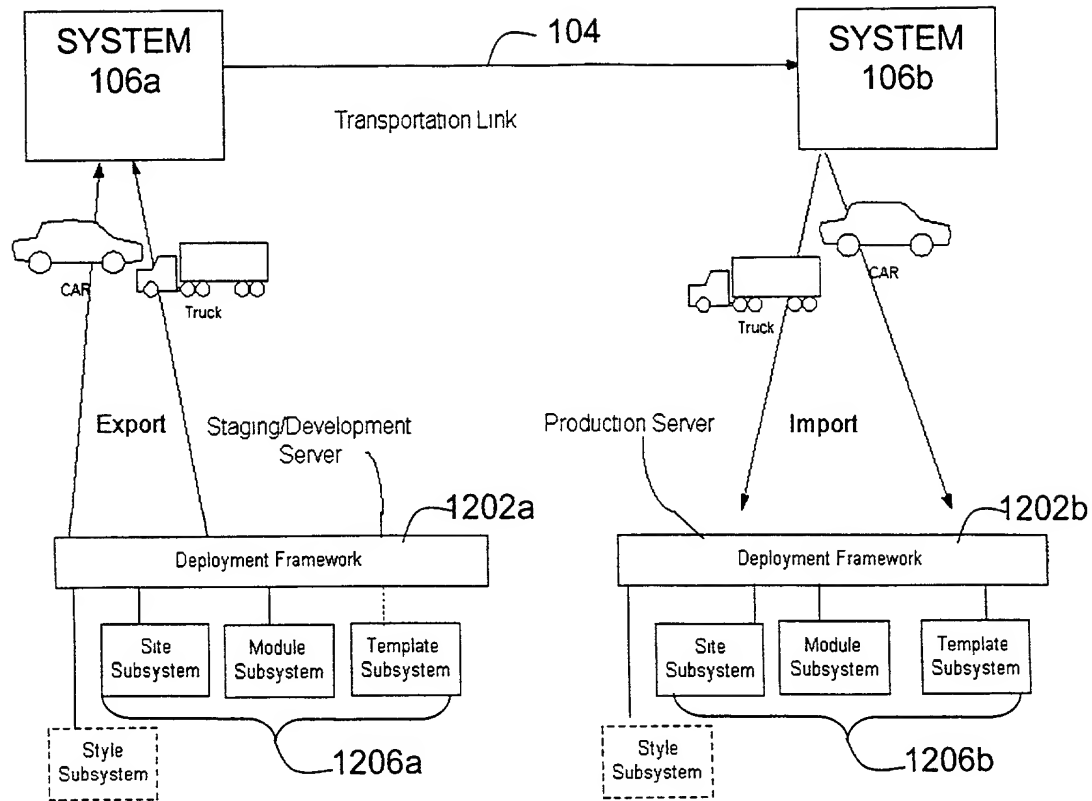 SYSTEM
106a
104
SYSTEM
106b
Transportation Link
CAR
Truck
CAR
Truck
Export
Staging/Development
Server
Production Server
Import
1202a
1202b
Deployment Framework
Deployment Framework
Site
Subsystem
Module
Subsystem
Template
Subsystem
Site
Subsystem
Module
Subsystem
Template
Subsystem
Style
Subsystem
1206a
Style
Subsystem
1206b